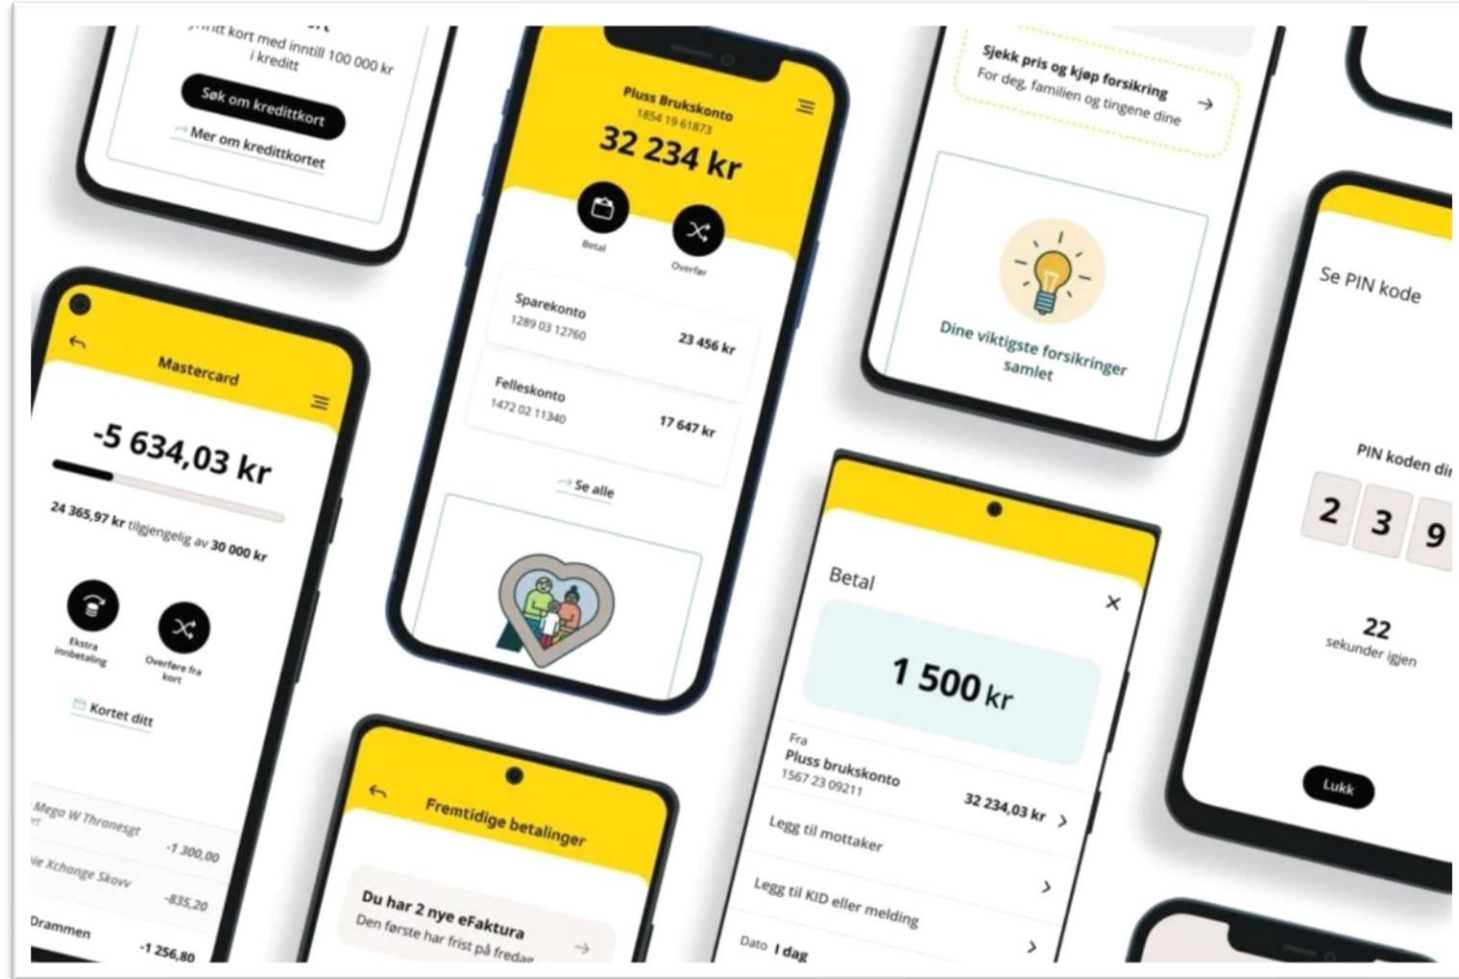 kort med inntill 100 000 kr
i kreditt
Søk om kredittkort
Mer om kredittkortet
Pluss Brukskonto
1854 19 61873
32 234 kr
Betal
Overfør
Sparekonto
1289 03 12760
23 456 kr
Felleskonto
1472 02 11340
17 647 kr
Se alle
Sjekk pris og kjøp forsikring
For deg, familien og tingene dine
Dine viktigste forsikringer
samlet
Se PIN kode
PIN koden din
2 3 9
22
sekunder igjen
Lukk
Mastercard
-5 634,03 kr
24 365,97 kr tilgjengelig av 30 000 kr
Ekstra
innbetaling
Overføre fra
kort
Kortet ditt
Mega W Thranesgt
-1 300,00
Xchange Skovv
-835,20
Drammen
-1 256,80
Fremtidige betalinger
Du har 2 nye eFaktura
Den første har frist på fredag
Betal
1 500 kr
Fra
Pluss brukskonto
1567 23 09211
32 234,03 kr
Legg til mottaker
Legg til KID eller melding
Dato I dag